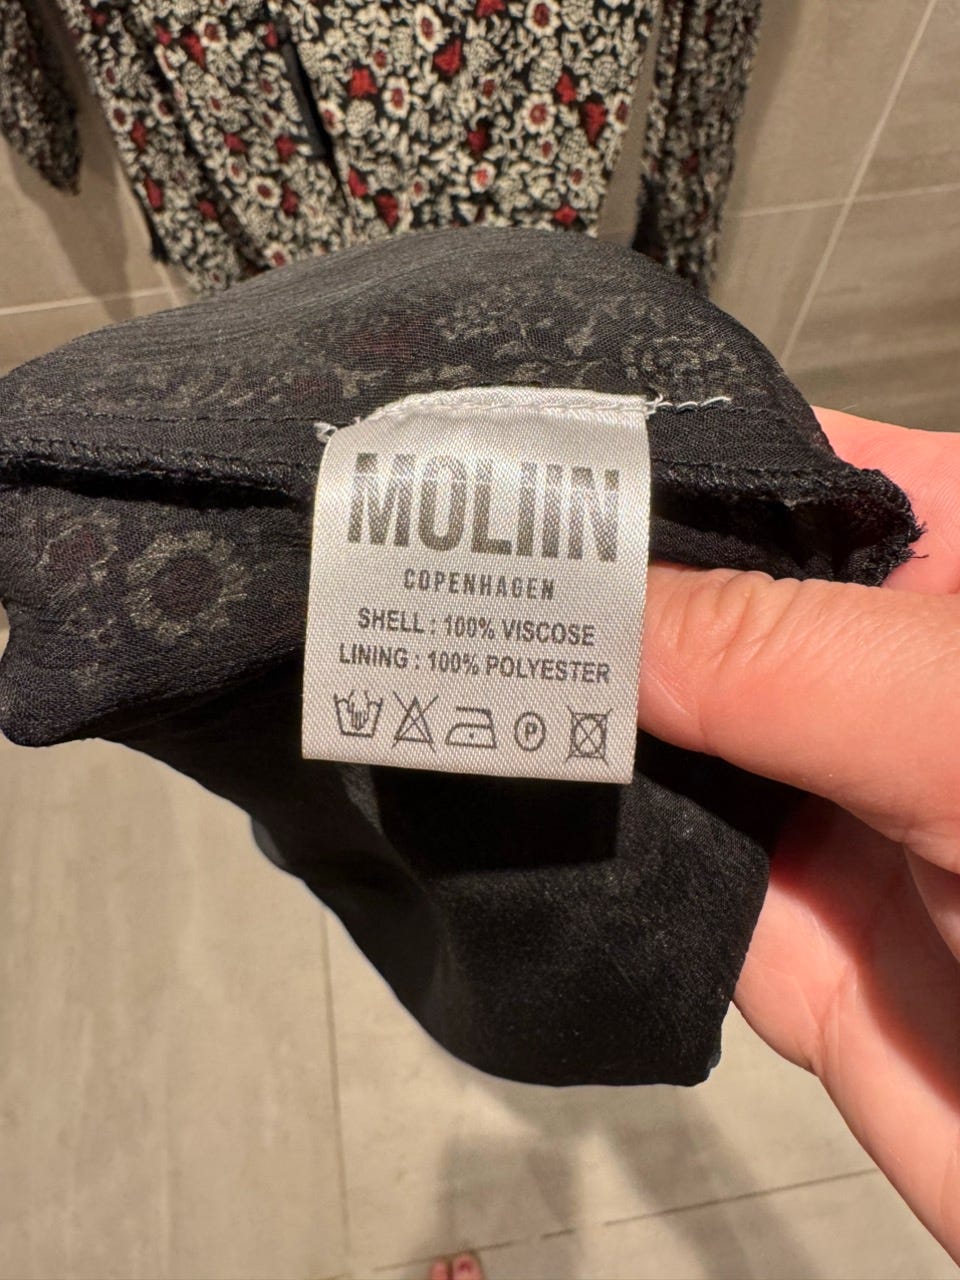 MOLIIN
COPENHAGEN
SHELL : 100% VISCOSE
LINING : 100% POLYESTER
P